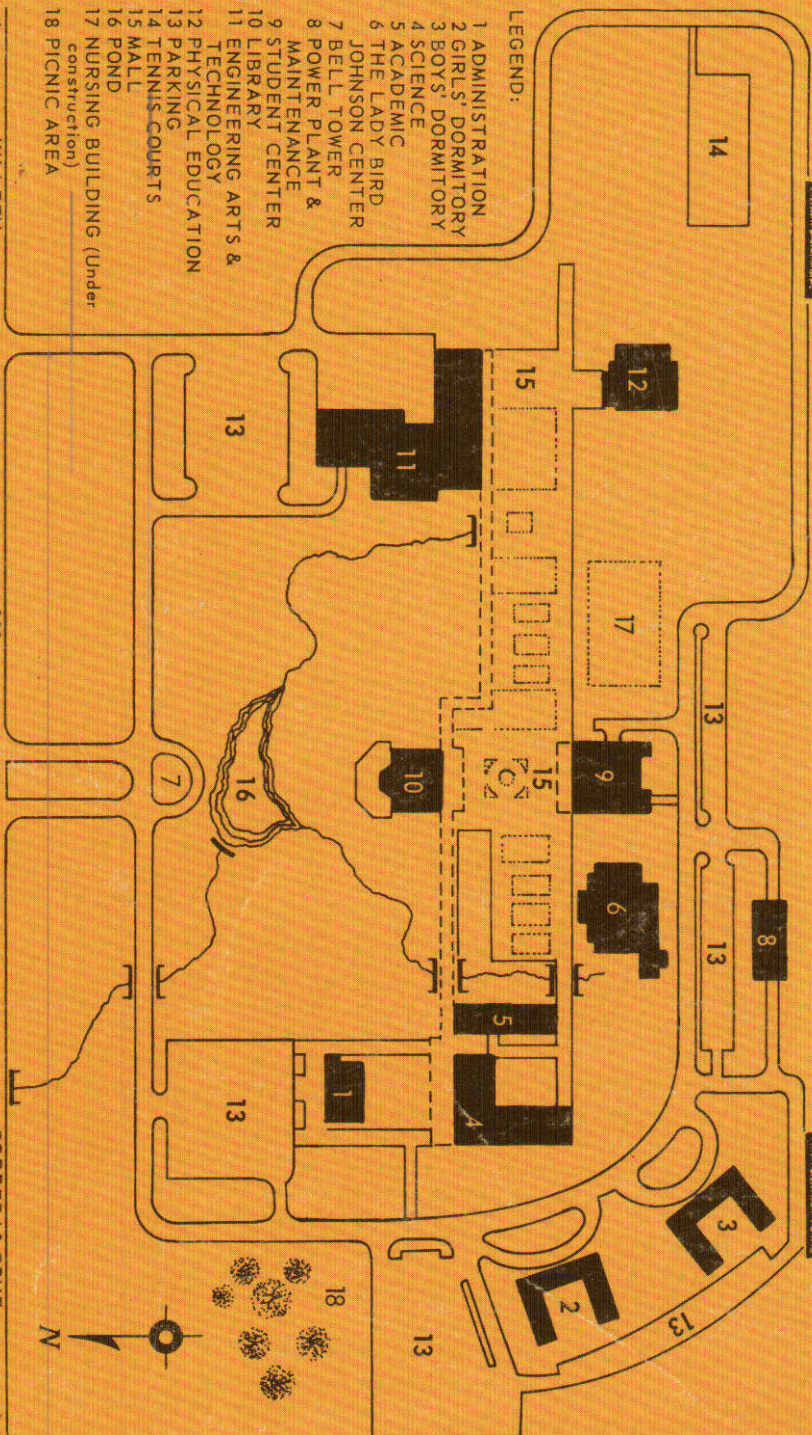 LEGEND:
1 ADMINISTRATION
2 GIRLS' DORMITORY
3 BOYS' DORMITORY
4 SCIENCE
5 ACADEMIC
6 THE LADY BIRD
JOHNSON CENTER
7 BELL TOWER
8 POWER PLANT &
MAINTENANCE
9 STUDENT CENTER
10 LIBRARY
11 ENGINEERING ARTS &
TECHNOLOGY
12 PHYSICAL EDUCATION
13 PARKING
14 TENNIS COURTS
15 MALL
16 POND
17 NURSING BUILDING (Under
construction)
18 PICNIC AREA
14
12
15
13
11
17
13
9
15
10
16
7
6
8
13
5
4
1
13
3
2
13
13
18
N